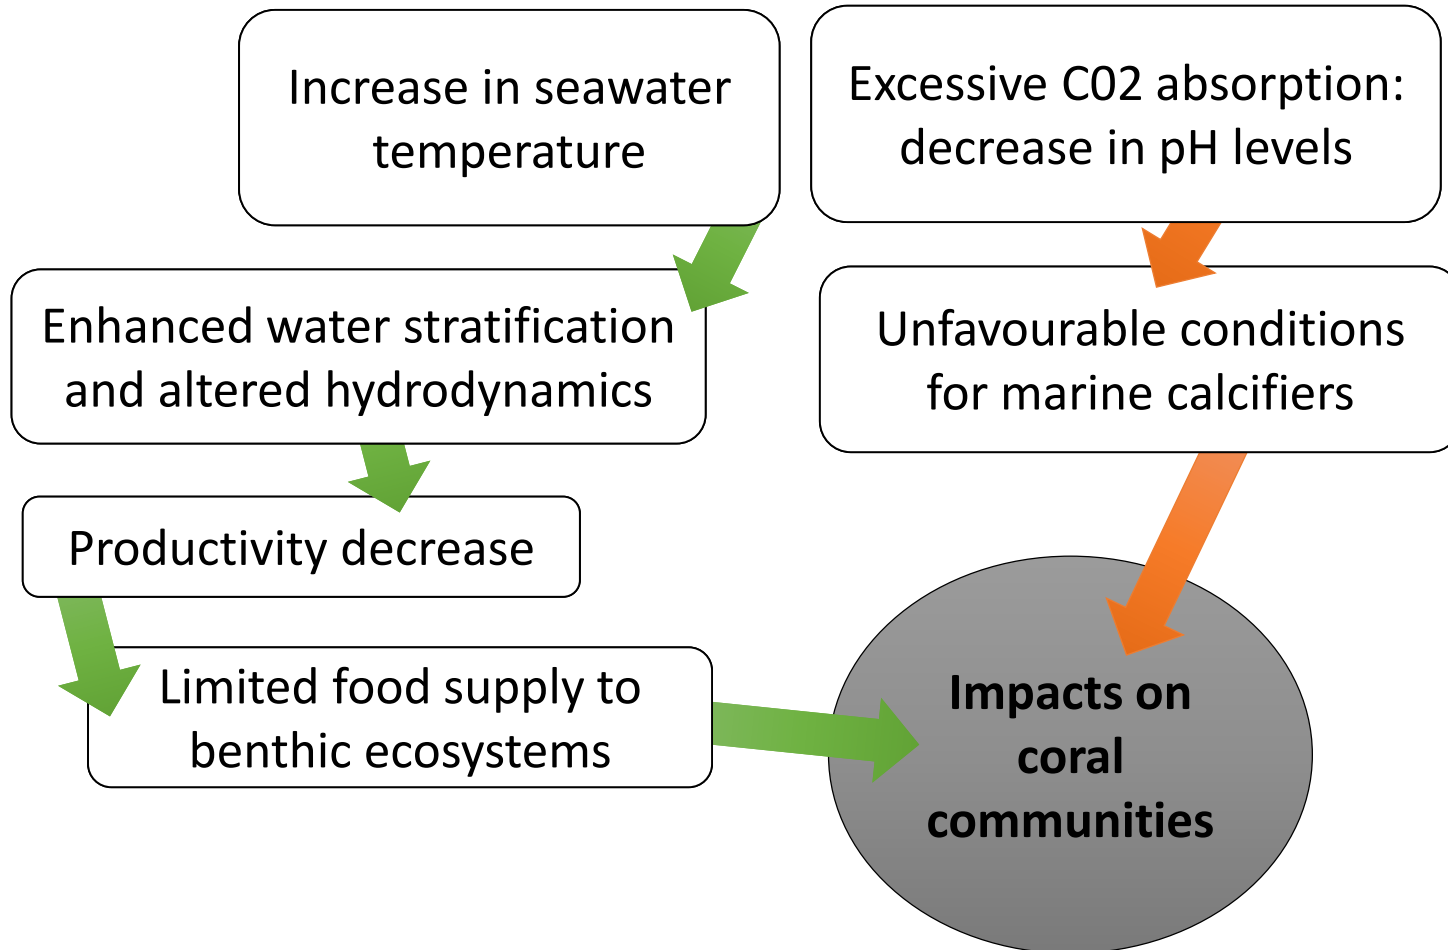 Increase in seawater
temperature
Excessive C02 absorption:
decrease in pH levels
Enhanced water stratification
and altered hydrodynamics
Unfavourable conditions
for marine calcifiers
Productivity decrease
Limited food supply to
benthic ecosystems
Impacts on
coral
communities